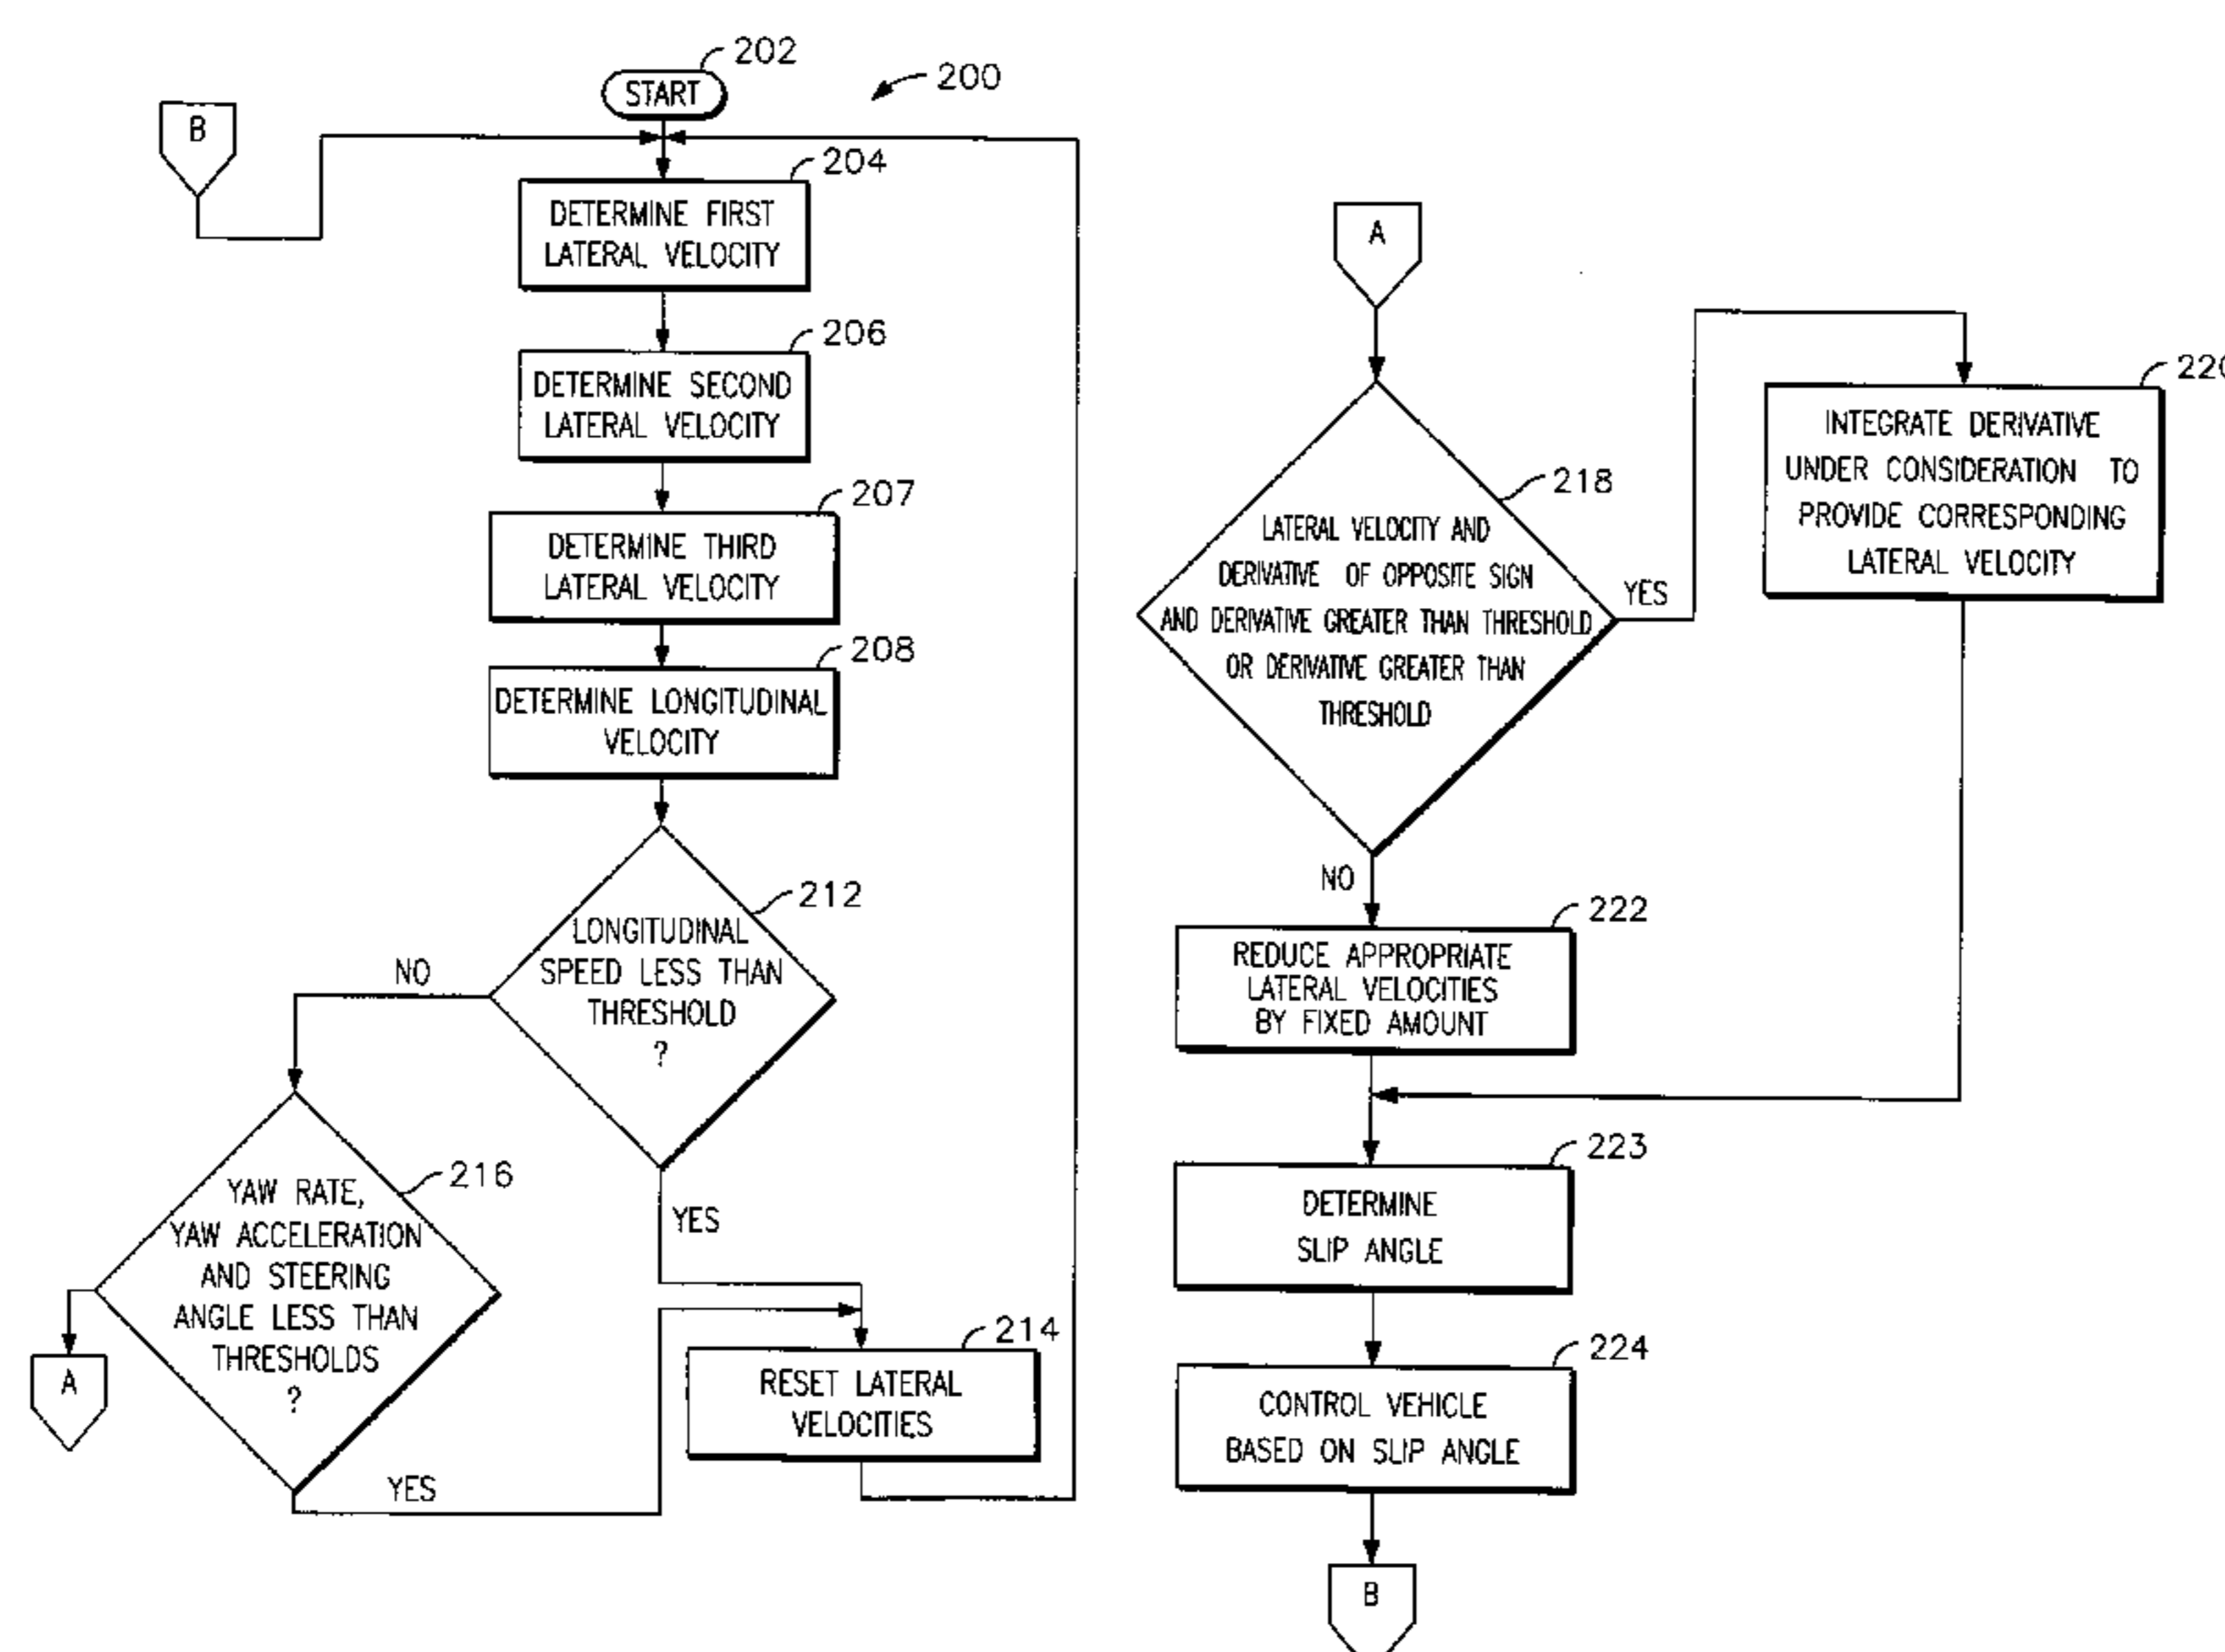 202
START
200
B
204
DETERMINE FIRST
LATERAL VELOCITY
206
DETERMINE SECOND
LATERAL VELOCITY
207
DETERMINE THIRD
LATERAL VELOCITY
208
DETERMINE LONGITUDINAL
VELOCITY
212
LONGITUDINAL
SPEED LESS THAN
THRESHOLD
?
NO
YES
216
YAW RATE,
YAW ACCELERATION
AND STEERING
ANGLE LESS THAN
THRESHOLDS
?
A
YES
214
RESET LATERAL
VELOCITIES
A
218
LATERAL VELOCITY AND
DERIVATIVE OF OPPOSITE SIGN
AND DERIVATIVE GREATER THAN THRESHOLD
OR DERIVATIVE GREATER THAN
THRESHOLD
YES
220
INTEGRATE DERIVATIVE
UNDER CONSIDERATION TO
PROVIDE CORRESPONDING
LATERAL VELOCITY
NO
222
REDUCE APPROPRIATE
LATERAL VELOCITIES
BY FIXED AMOUNT
223
DETERMINE
SLIP ANGLE
224
CONTROL VEHICLE
BASED ON SLIP ANGLE
B